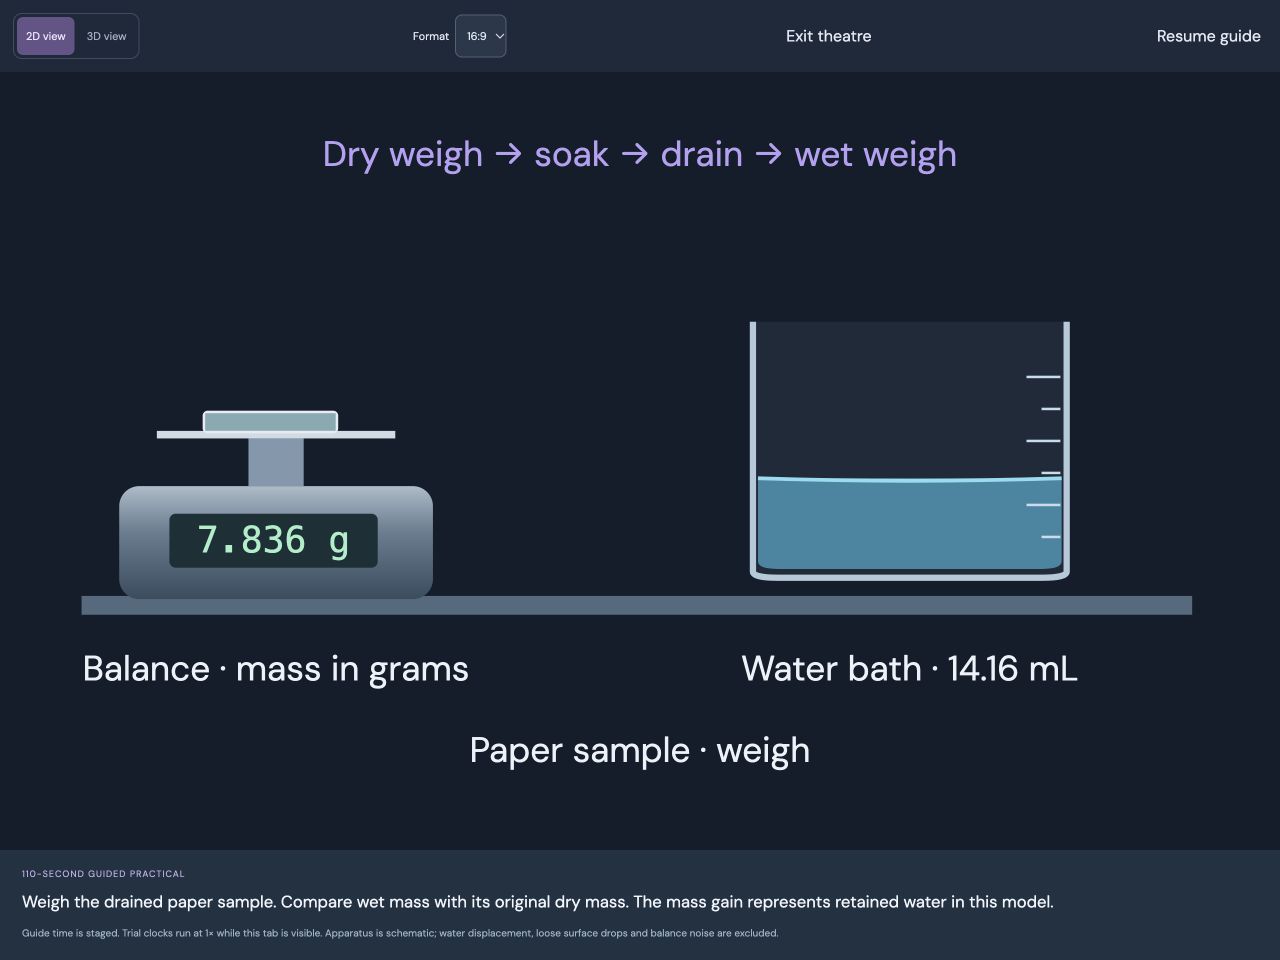 2D view
3D view
Format
16:9
Exit theatre
Resume guide
Dry weigh → soak → drain → wet weigh
7.836 g
Balance · mass in grams
Water bath · 14.16 mL
Paper sample · weigh
110-SECOND GUIDED PRACTICAL
Weigh the drained paper sample. Compare wet mass with its original dry mass. The mass gain represents retained water in this model.
Guide time is staged. Trial clocks run at 1× while this tab is visible. Apparatus is schematic; water displacement, loose surface drops and balance noise are excluded.